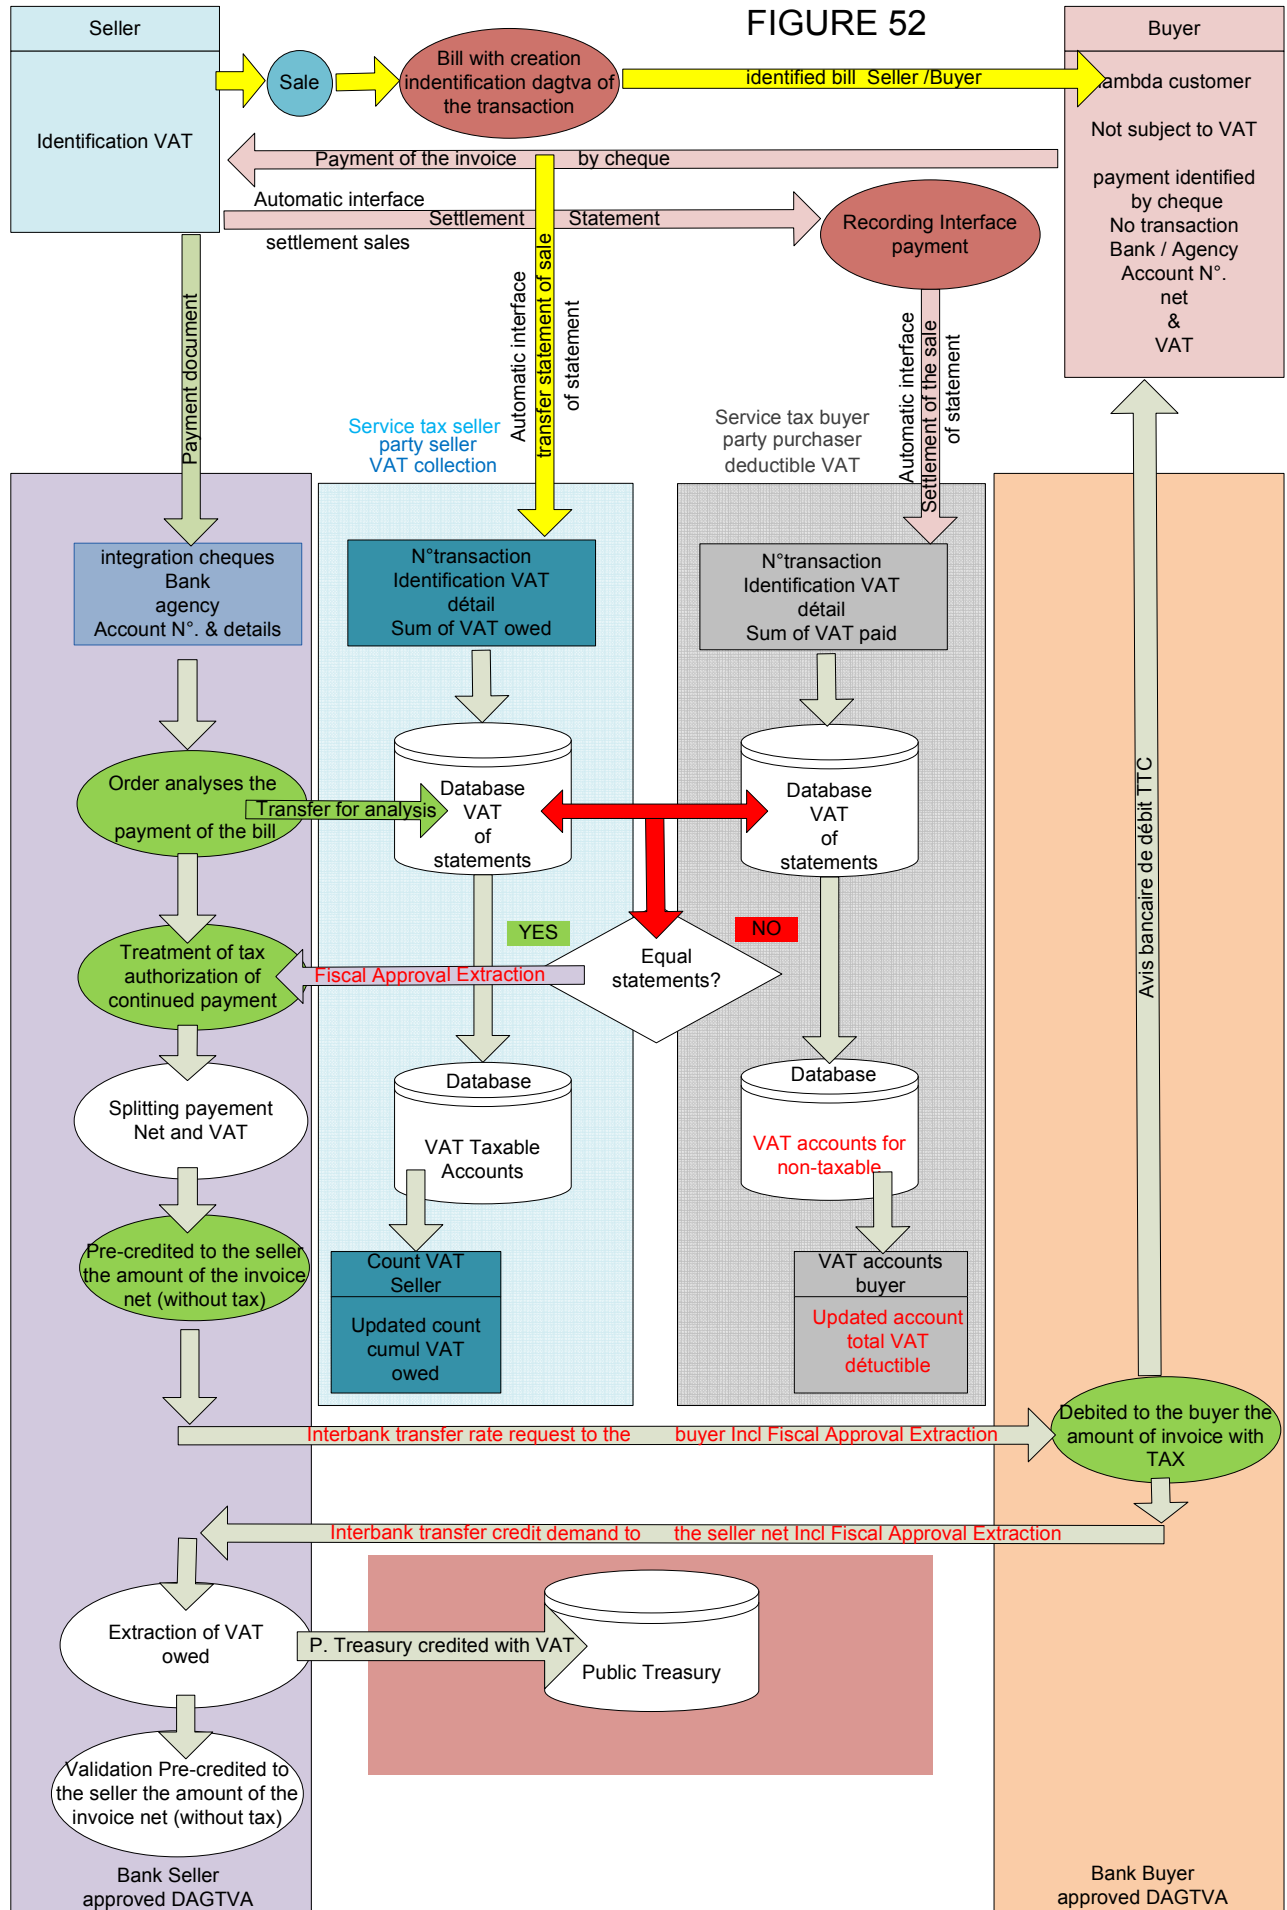 FIGURE 52
Seller
Identification VAT
Sale
Bill with creation
indentification dagtva of
the transaction
identified bill Seller /Buyer
Buyer
lambda customer
Not subject to VAT
payment identified
by cheque
No transaction
Bank / Agency
Account N°.
net
&
VAT
Payment of the invoice by cheque
Automatic interface
Settlement Statement
settlement sales
Recording Interface
payment
Payment document
Automatic interface
transfer statement of sale
of statement
Automatic interface
Settlement of the sale
of statement
Service tax seller
party seller
VAT collection
Service tax buyer
party purchaser
deductible VAT
integration cheques
Bank
agency
Account N°. & details
N°transaction
Identification VAT
détail
Sum of VAT owed
N°transaction
Identification VAT
détail
Sum of VAT paid
Order analyses the
payment of the bill
Transfer for analysis
Database
VAT
of
statements
Database
VAT
of
statements
YES
NO
Equal
statements?
Fiscal Approval Extraction
Treatment of tax
authorization of
continued payment
Avis bancaire de débit TTC
Splitting payement
Net and VAT
Database
VAT Taxable
Accounts
Database
VAT accounts for
non-taxable
Pre-credited to the seller
the amount of the invoice
net (without tax)
Count VAT
Seller
Updated count
cumul VAT
owed
VAT accounts
buyer
Updated account
total VAT
détuctible
Interbank transfer rate request to the buyer Incl Fiscal Approval Extraction
Debited to the buyer the
amount of invoice with
TAX
Interbank transfer credit demand to the seller net Incl Fiscal Approval Extraction
Extraction of VAT
owed
P. Treasury credited with VAT
Public Treasury
Validation Pre-credited to
the seller the amount of the
invoice net (without tax)
Bank Seller
approved DAGTVA
Bank Buyer
approved DAGTVA